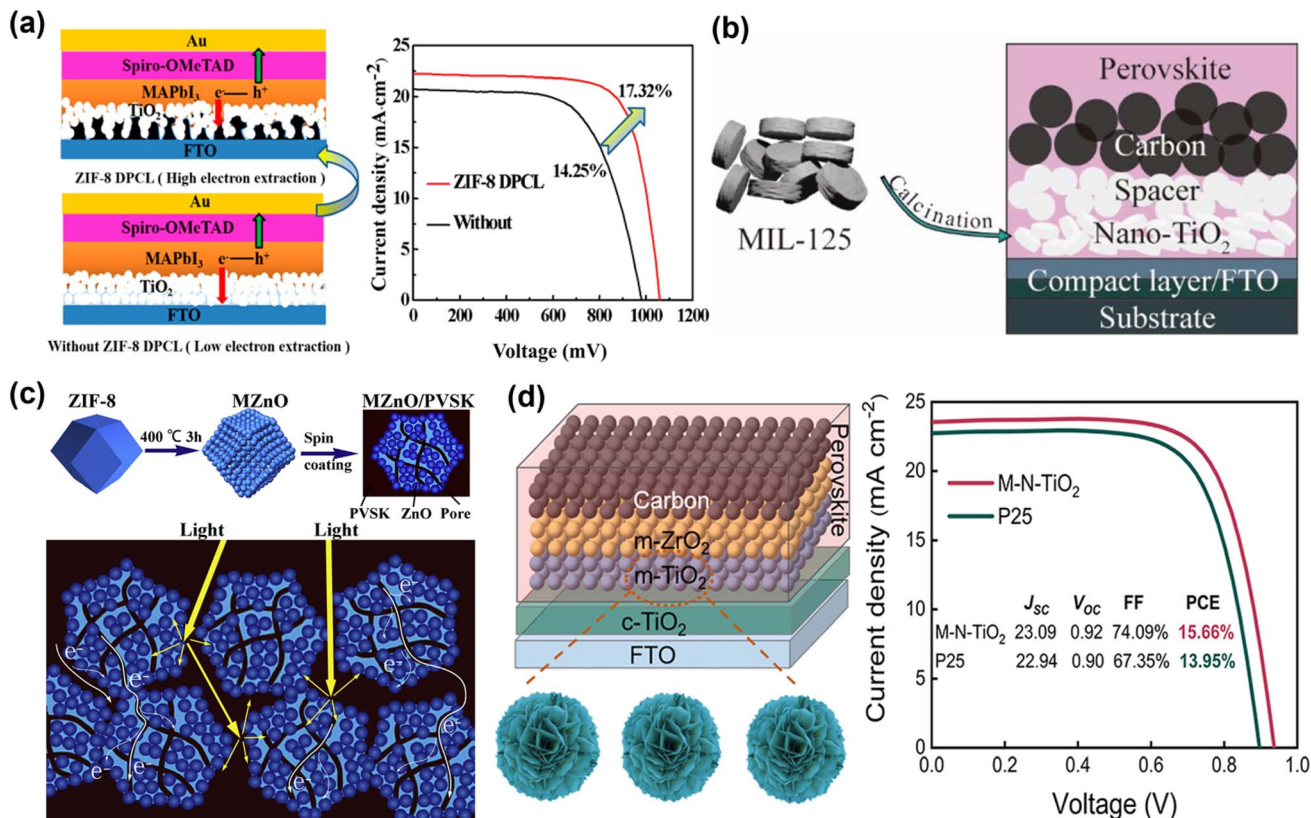 (a)
Au
Spiro-OMeTAD
MAPbI₃ e⁻— h⁺
TiO₂
FTO
ZIF-8 DPCL ( High electron extraction )
Au
Spiro-OMeTAD
MAPbI₃ e⁻— h⁺
TiO₂
FTO
Without ZIF-8 DPCL ( Low electron extraction )
Current density (mA·cm⁻²)
25
20
15
10
5
0
0 200 400 600 800 1000 1200
Voltage (mV)
17.32%
14.25%
ZIF-8 DPCL
Without
(b)
MIL-125
Calcination
Perovskite
Carbon
Spacer
Nano-TiO₂
Compact layer/FTO
Substrate
(c)
ZIF-8 MZnO MZnO/PVSK
400 ℃ 3h
Spin
coating
PVSK ZnO Pore
Light Light
e⁻
e⁻
e⁻
e⁻
e⁻
e⁻
e⁻
(d)
Perovskite
Carbon
m-ZrO₂
m-TiO₂
c-TiO₂
FTO
Current density (mA cm⁻²)
25
20
15
10
5
0
0.0 0.2 0.4 0.6 0.8 1.0
Voltage (V)
M-N-TiO₂
P25
Jsc Voc FF PCE
M-N-TiO₂ 23.09 0.92 74.09% 15.66%
P25 22.94 0.90 67.35% 13.95%